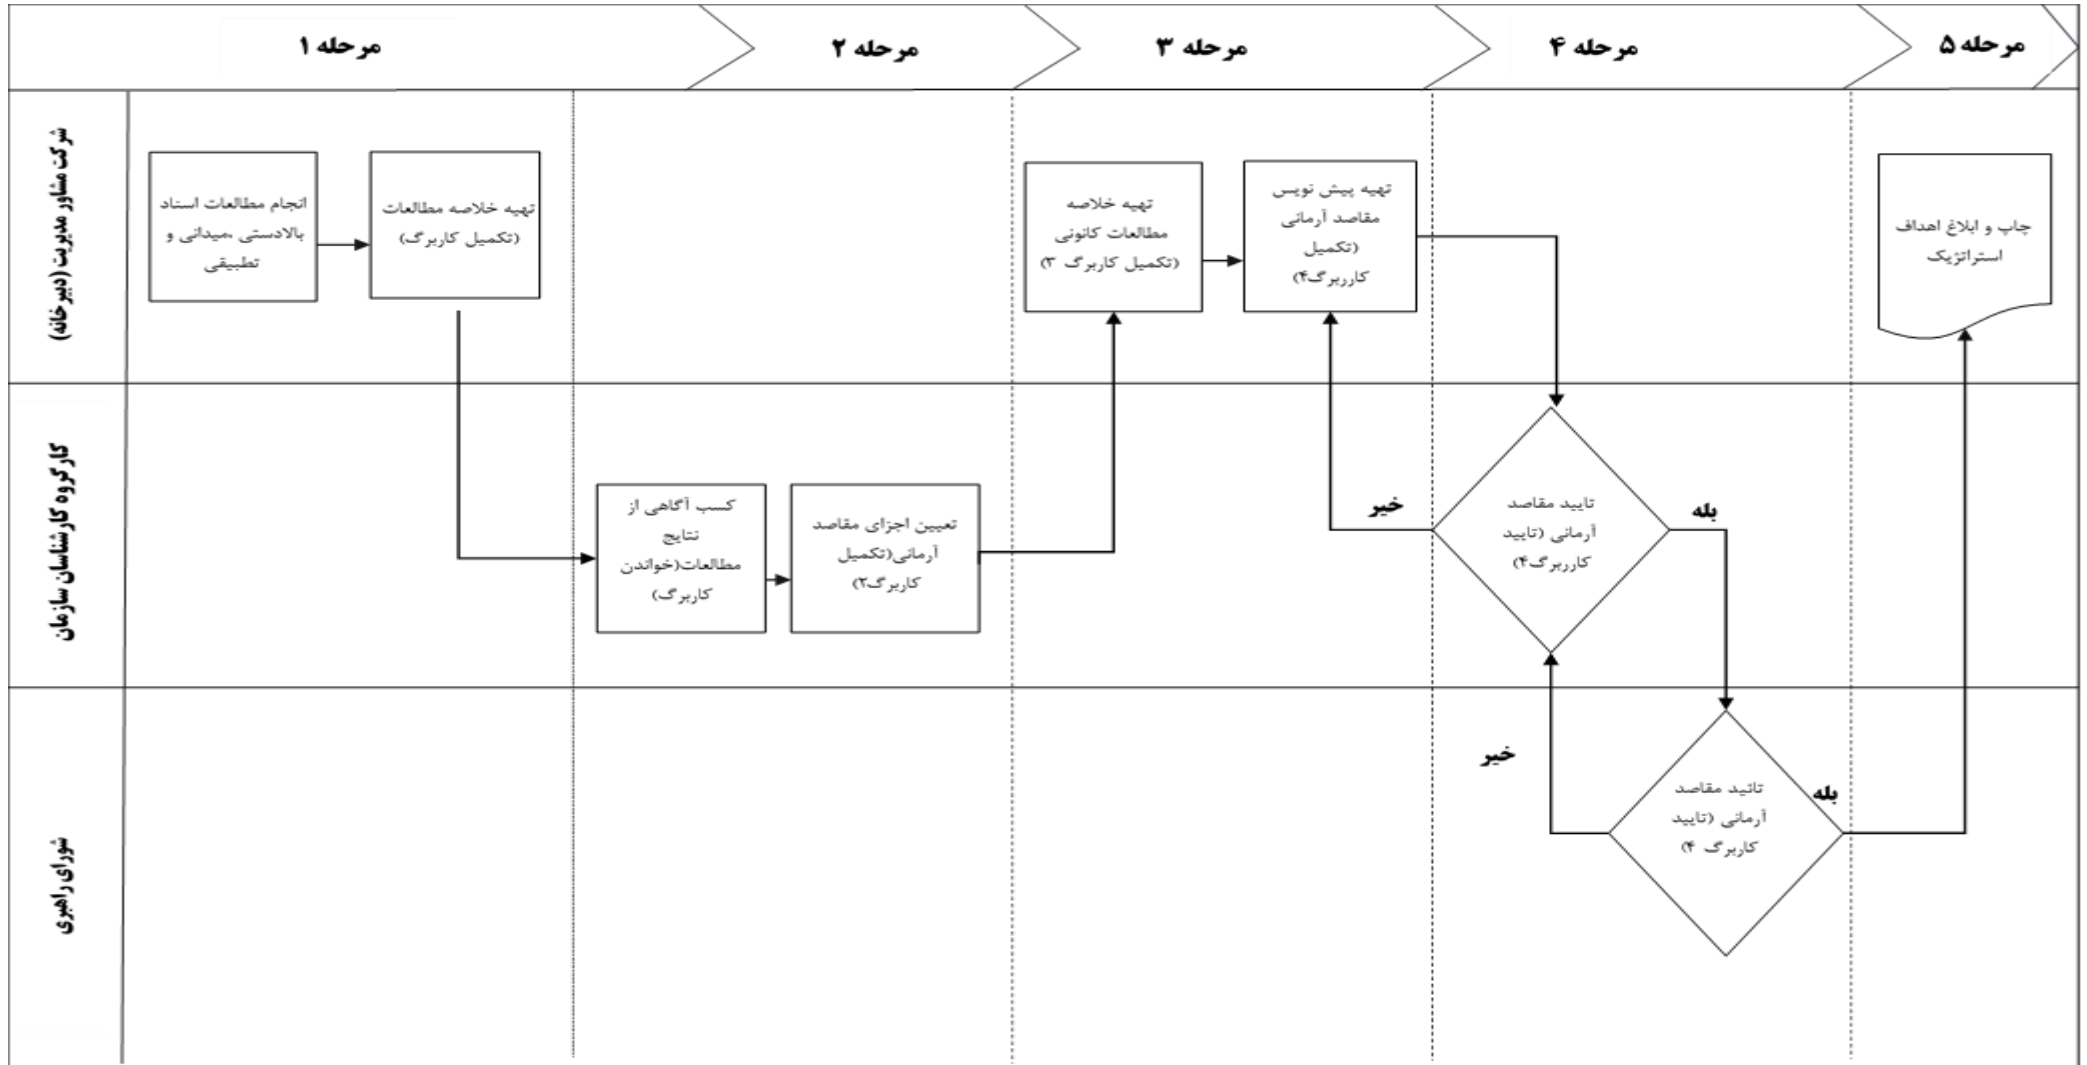 مرحله ۱
مرحله ۲
مرحله ۳
مرحله ۴
مرحله ۵
شرکت مشاور مدیریت (دبیرخانه)
انجام مطالعات اسناد
بالادستی ،میدانی و
تطبیقی
تهیه خلاصه مطالعات
(تکمیل کاربرگ)
تهیه خلاصه
مطالعات کانونی
(تکمیل کاربرگ ۳)
تهیه پیش نویس
مقاصد آرمانی
(تکمیل
کارربرگ۴)
چاپ و ابلاغ اهداف
استراتژیک
کارگروه کارشناسان سازمان
کسب آگاهی از
نتایج
مطالعات(خواندن
کاربرگ)
تعیین اجزای مقاصد
آرمانی(تکمیل
کاربرگ۲)
خیر
تایید مقاصد
آرمانی (تایید
کارربرگ۴)
بله
شورای راهبری
خیر
تائید مقاصد
آرمانی (تایید
کاربرگ ۴)
بله